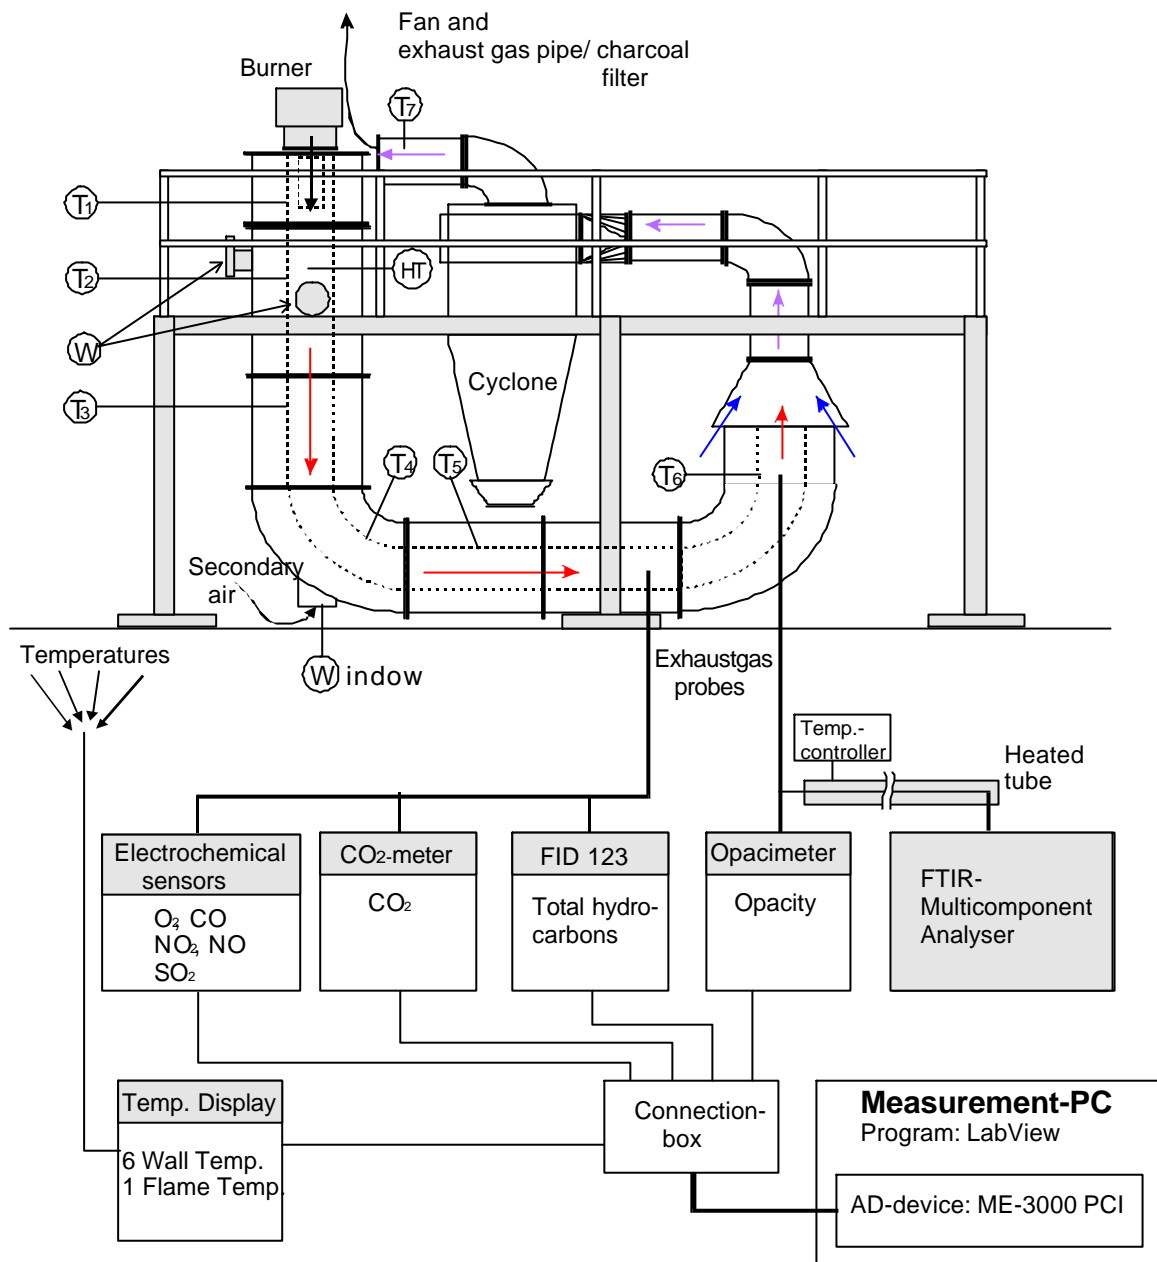 Fan and
exhaust gas pipe/ charcoal
filter
Burner
T7
T1
T2
HT
W
T3
Cyclone
T4
T5
T6
Secondary
air
Temperatures
Window
Exhaustgas
probes
Temp.-
controller
Heated
tube
Electrochemical
sensors
O2, CO
NO2, NO
SO2
CO2-meter
CO2
FID 123
Total hydro-
carbons
Opacimeter
Opacity
FTIR-
Multicomponent
Analyser
Temp. Display
6 Wall Temp.
1 Flame Temp.
Connection-
box
Measurement-PC
Program: LabView
AD-device: ME-3000 PCI